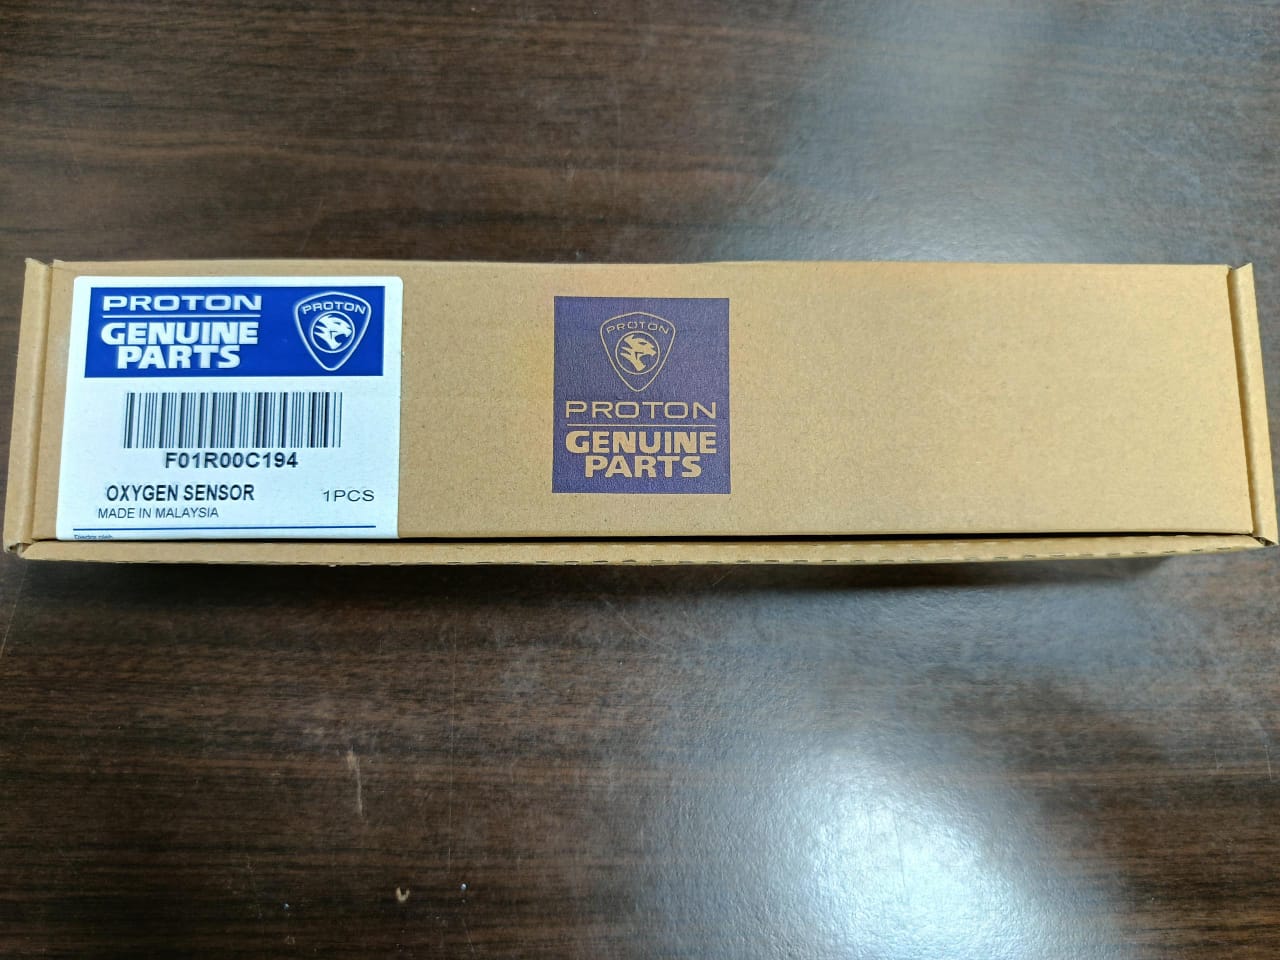 PROTON
GENUINE
PARTS
PROTON
F01R00C194
OXYGEN SENSOR 1PCS
MADE IN MALAYSIA
PROTON
PROTON
GENUINE
PARTS